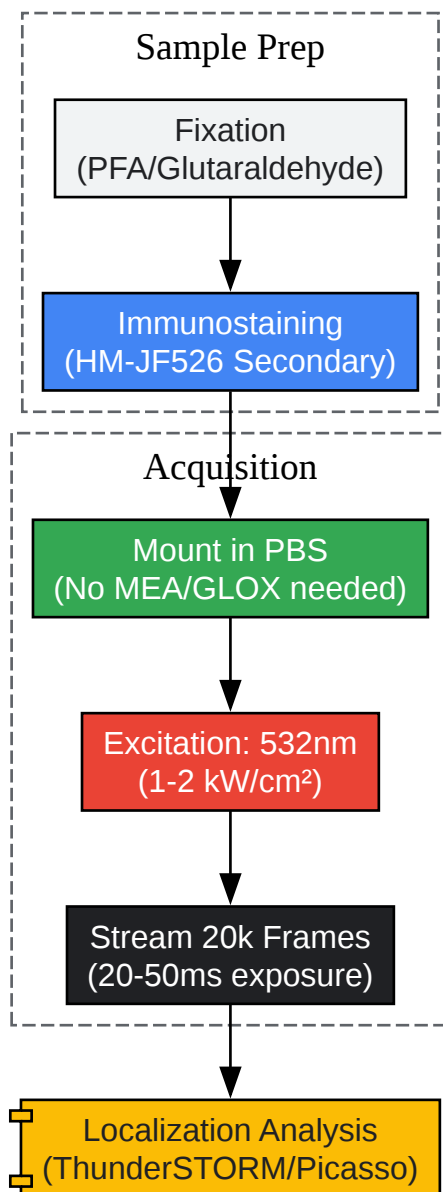 Sample Prep
Fixation
(PFA/Glutaraldehyde)
Immunostaining
(HM-JF526 Secondary)
Acquisition
Mount in PBS
(No MEA/GLOX needed)
Excitation: 532nm
(1-2 kW/cm²)
Stream 20k Frames
(20-50ms exposure)
Localization Analysis
(ThunderSTORM/Picasso)